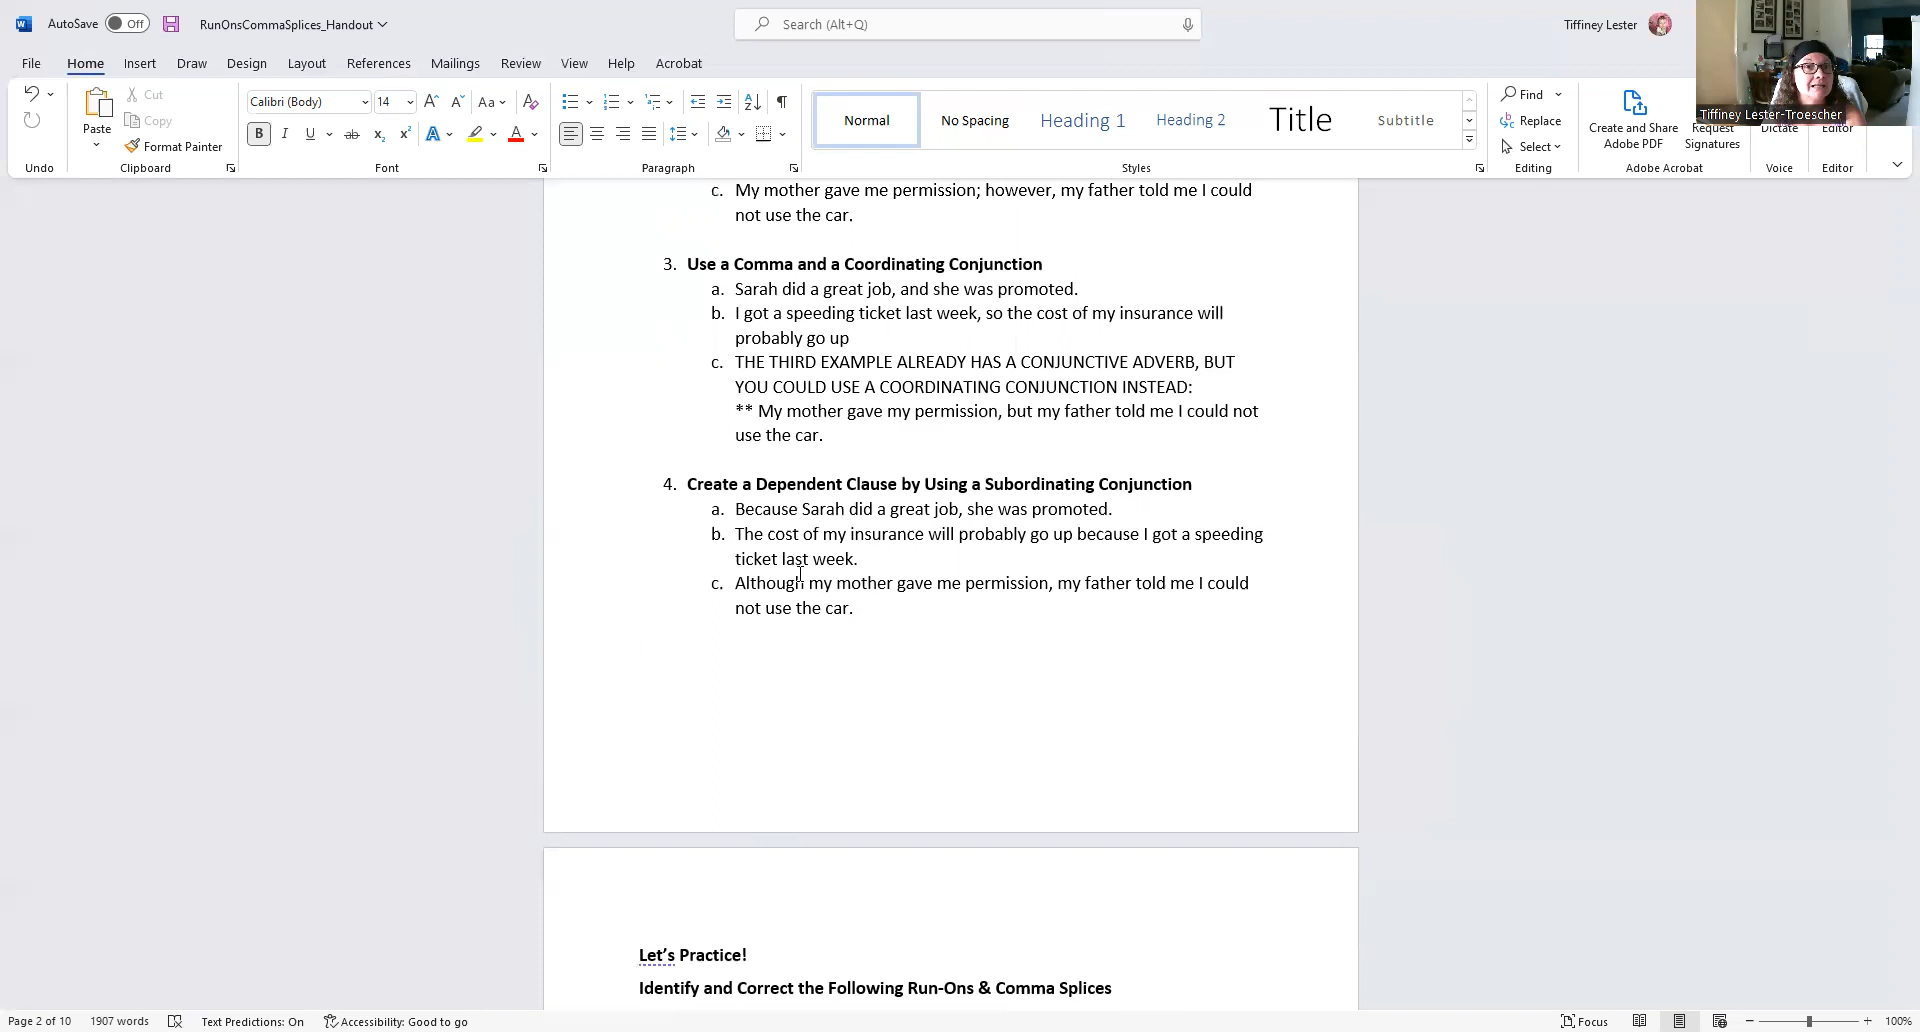 AutoSave Off RunOnsCommaSplices_Handout Search (Alt+Q) Tiffiney Lester
File Home Insert Draw Design Layout References Mailings Review View Help Acrobat
Paste Cut Copy Format Painter
Calibri (Body) 14 Aa
B I U ab x₂ x² A A
Normal No Spacing Heading 1 Heading 2 Title Subtitle
Find Replace Select
Create and Share Adobe PDF
Request Signatures
Dictate
Editor
Tiffiney Lester-Troescher
Undo Clipboard Font Paragraph Styles Editing Adobe Acrobat Voice Editor
c. My mother gave me permission; however, my father told me I could
not use the car.
3. Use a Comma and a Coordinating Conjunction
a. Sarah did a great job, and she was promoted.
b. I got a speeding ticket last week, so the cost of my insurance will
probably go up
c. THE THIRD EXAMPLE ALREADY HAS A CONJUNCTIVE ADVERB, BUT
YOU COULD USE A COORDINATING CONJUNCTION INSTEAD:
** My mother gave my permission, but my father told me I could not
use the car.
4. Create a Dependent Clause by Using a Subordinating Conjunction
a. Because Sarah did a great job, she was promoted.
b. The cost of my insurance will probably go up because I got a speeding
ticket last week.
c. Although my mother gave me permission, my father told me I could
not use the car.
Let's Practice!
Identify and Correct the Following Run-Ons & Comma Splices
Page 2 of 10 1907 words Text Predictions: On Accessibility: Good to go Focus 100%